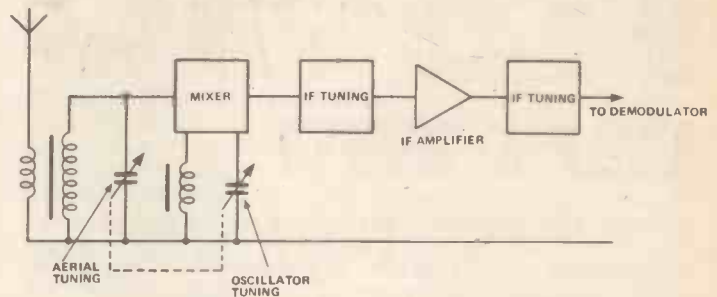 MIXER
IF TUNING
IF AMPLIFIER
IF TUNING
TO DEMODULATOR
AERIAL
TUNING
OSCILLATOR
TUNING